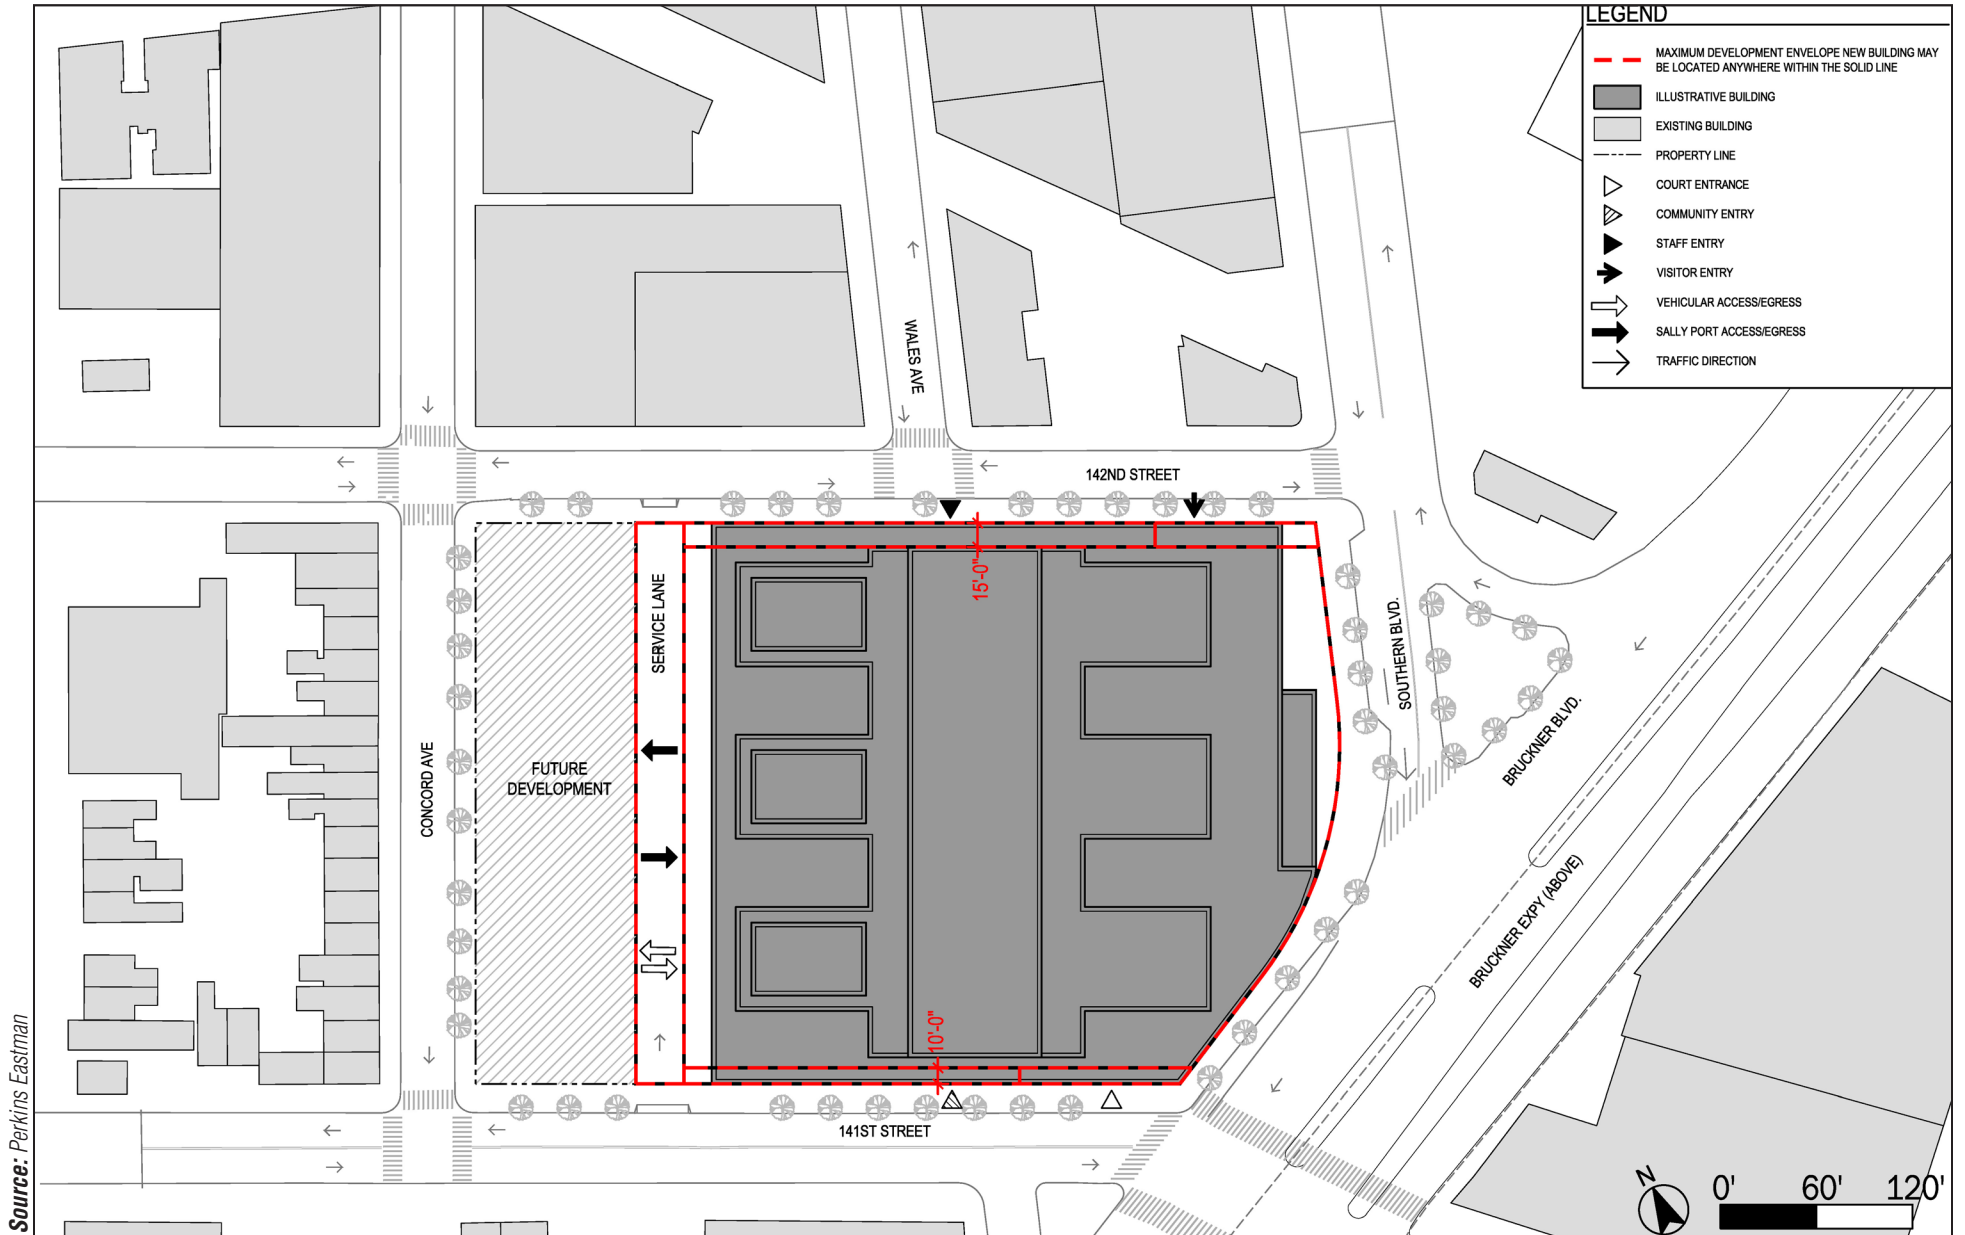 LEGEND
MAXIMUM DEVELOPMENT ENVELOPE NEW BUILDING MAY
BE LOCATED ANYWHERE WITHIN THE SOLID LINE
ILLUSTRATIVE BUILDING
EXISTING BUILDING
PROPERTY LINE
COURT ENTRANCE
COMMUNITY ENTRY
STAFF ENTRY
VISITOR ENTRY
VEHICULAR ACCESS/EGRESS
SALLY PORT ACCESS/EGRESS
TRAFFIC DIRECTION
WALES AVE
142ND STREET
15'-0"
SERVICE LANE
SOUTHERN BLVD.
BRUCKNER BLVD.
CONCORD AVE
FUTURE
DEVELOPMENT
BRUCKNER EXPY (ABOVE)
10'-0"
141ST STREET
Source: Perkins Eastman
N
0' 60' 120'